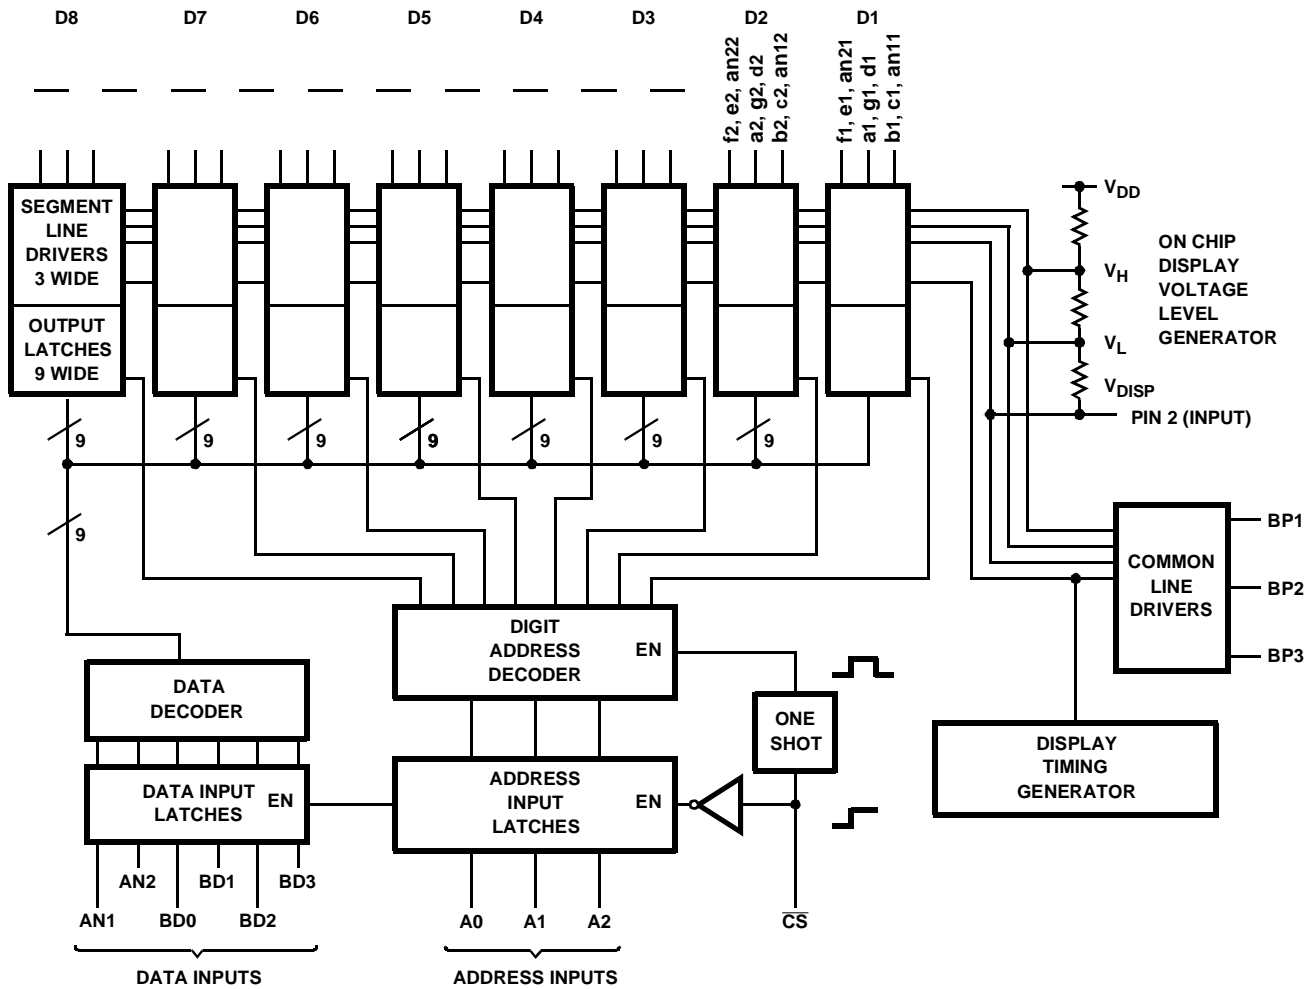 D8 D7 D6 D5 D4 D3 D2 D1
f2, e2, an22
a2, g2, d2
b2, c2, an12
f1, e1, an21
a1, g1, d1
b1, c1, an11
SEGMENT
LINE
DRIVERS
3 WIDE
OUTPUT
LATCHES
9 WIDE
VDD
VH
VL
VDISP
PIN 2 (INPUT)
ON CHIP
DISPLAY
VOLTAGE
LEVEL
GENERATOR
9 9 9 9 9 9 9
9
COMMON
LINE
DRIVERS
BP1
BP2
BP3
DIGIT
ADDRESS
DECODER
EN
DATA
DECODER
ONE
SHOT
DISPLAY
TIMING
GENERATOR
DATA INPUT
LATCHES
EN
ADDRESS
INPUT
LATCHES
EN
AN1 AN2 BD0 BD1 BD2 BD3
A0 A1 A2
CS
DATA INPUTS
ADDRESS INPUTS